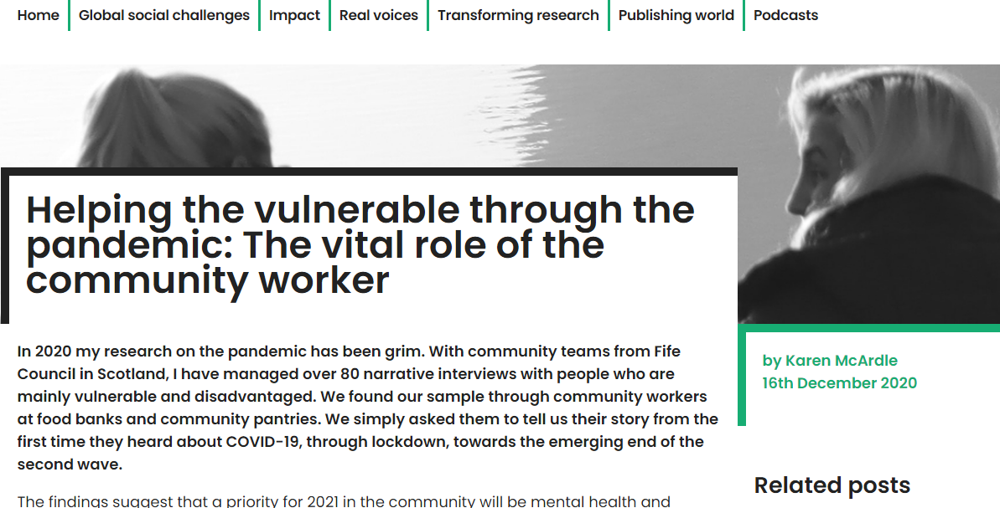 Home Global social challenges Impact Real voices Transforming research Publishing world Podcasts
Helping the vulnerable through the
pandemic: The vital role of the
community worker
In 2020 my research on the pandemic has been grim. With community teams from Fife
Council in Scotland, I have managed over 80 narrative interviews with people who are
mainly vulnerable and disadvantaged. We found our sample through community workers
at food banks and community pantries. We simply asked them to tell us their story from the
first time they heard about COVID-19, through lockdown, towards the emerging end of the
second wave.
The findings suggest that a priority for 2021 in the community will be mental health and
by Karen McArdle
16th December 2020
Related posts